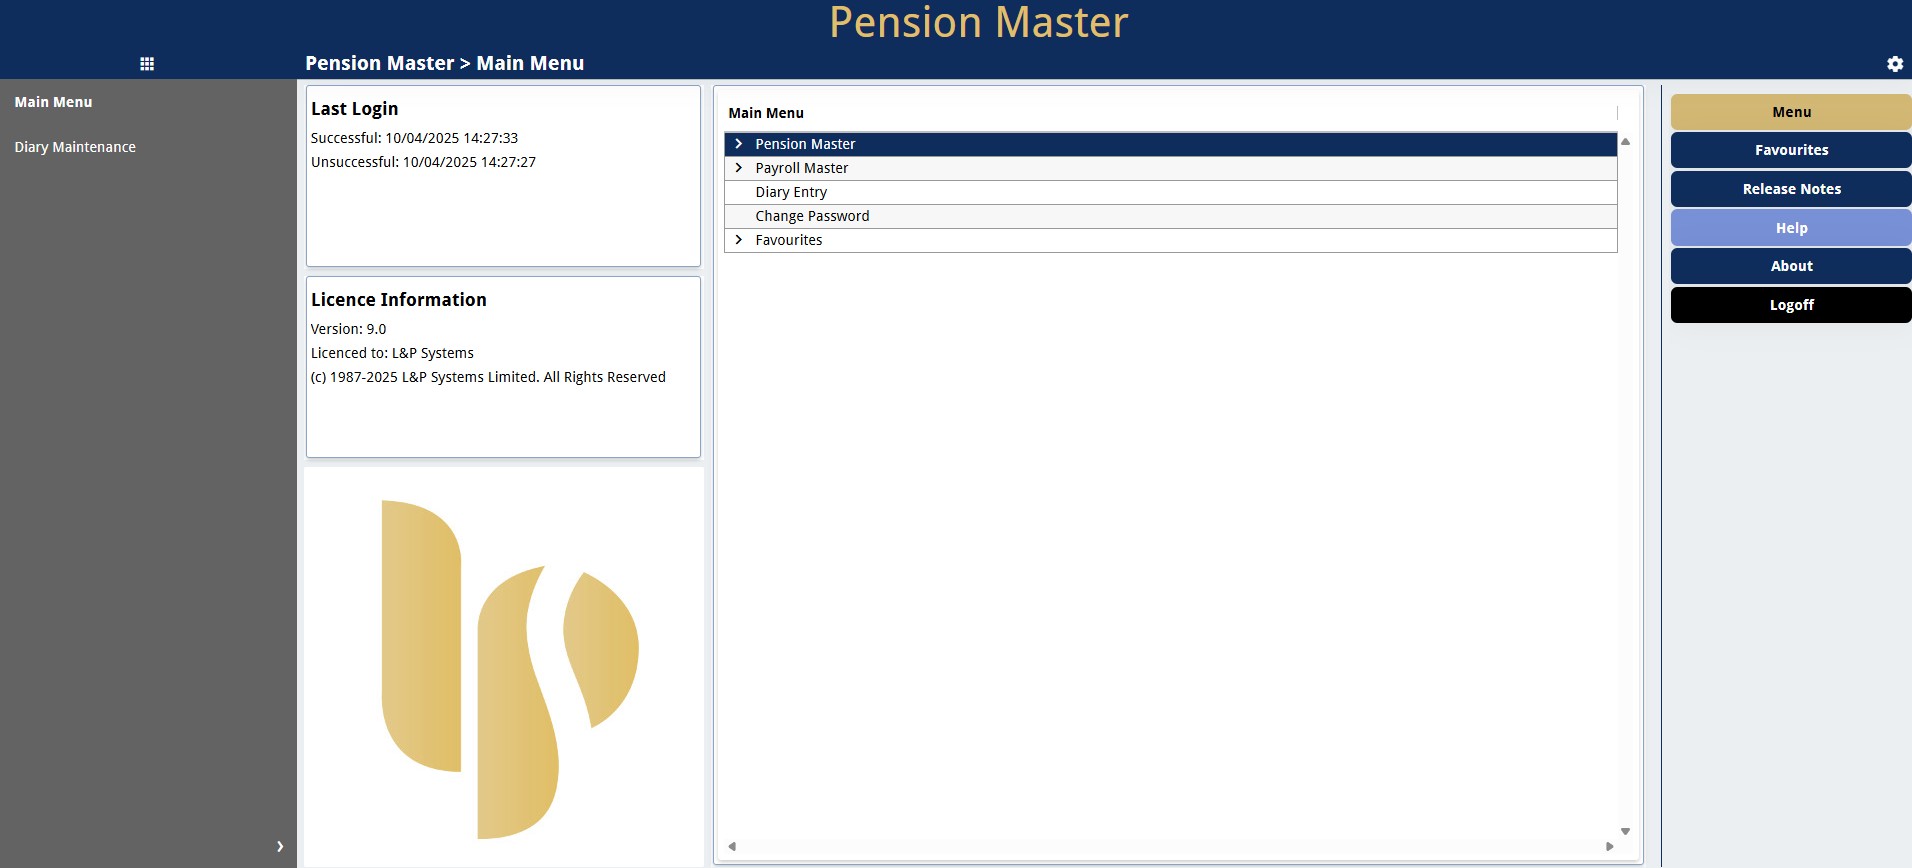 Pension Master
Pension Master > Main Menu
Main Menu
Diary Maintenance
Last Login
Successful: 10/04/2025 14:27:33
Unsuccessful: 10/04/2025 14:27:27
Licence Information
Version: 9.0
Licenced to: L&P Systems
(c) 1987-2025 L&P Systems Limited. All Rights Reserved
Main Menu
Pension Master
Payroll Master
Diary Entry
Change Password
Favourites
Menu
Favourites
Release Notes
Help
About
Logoff